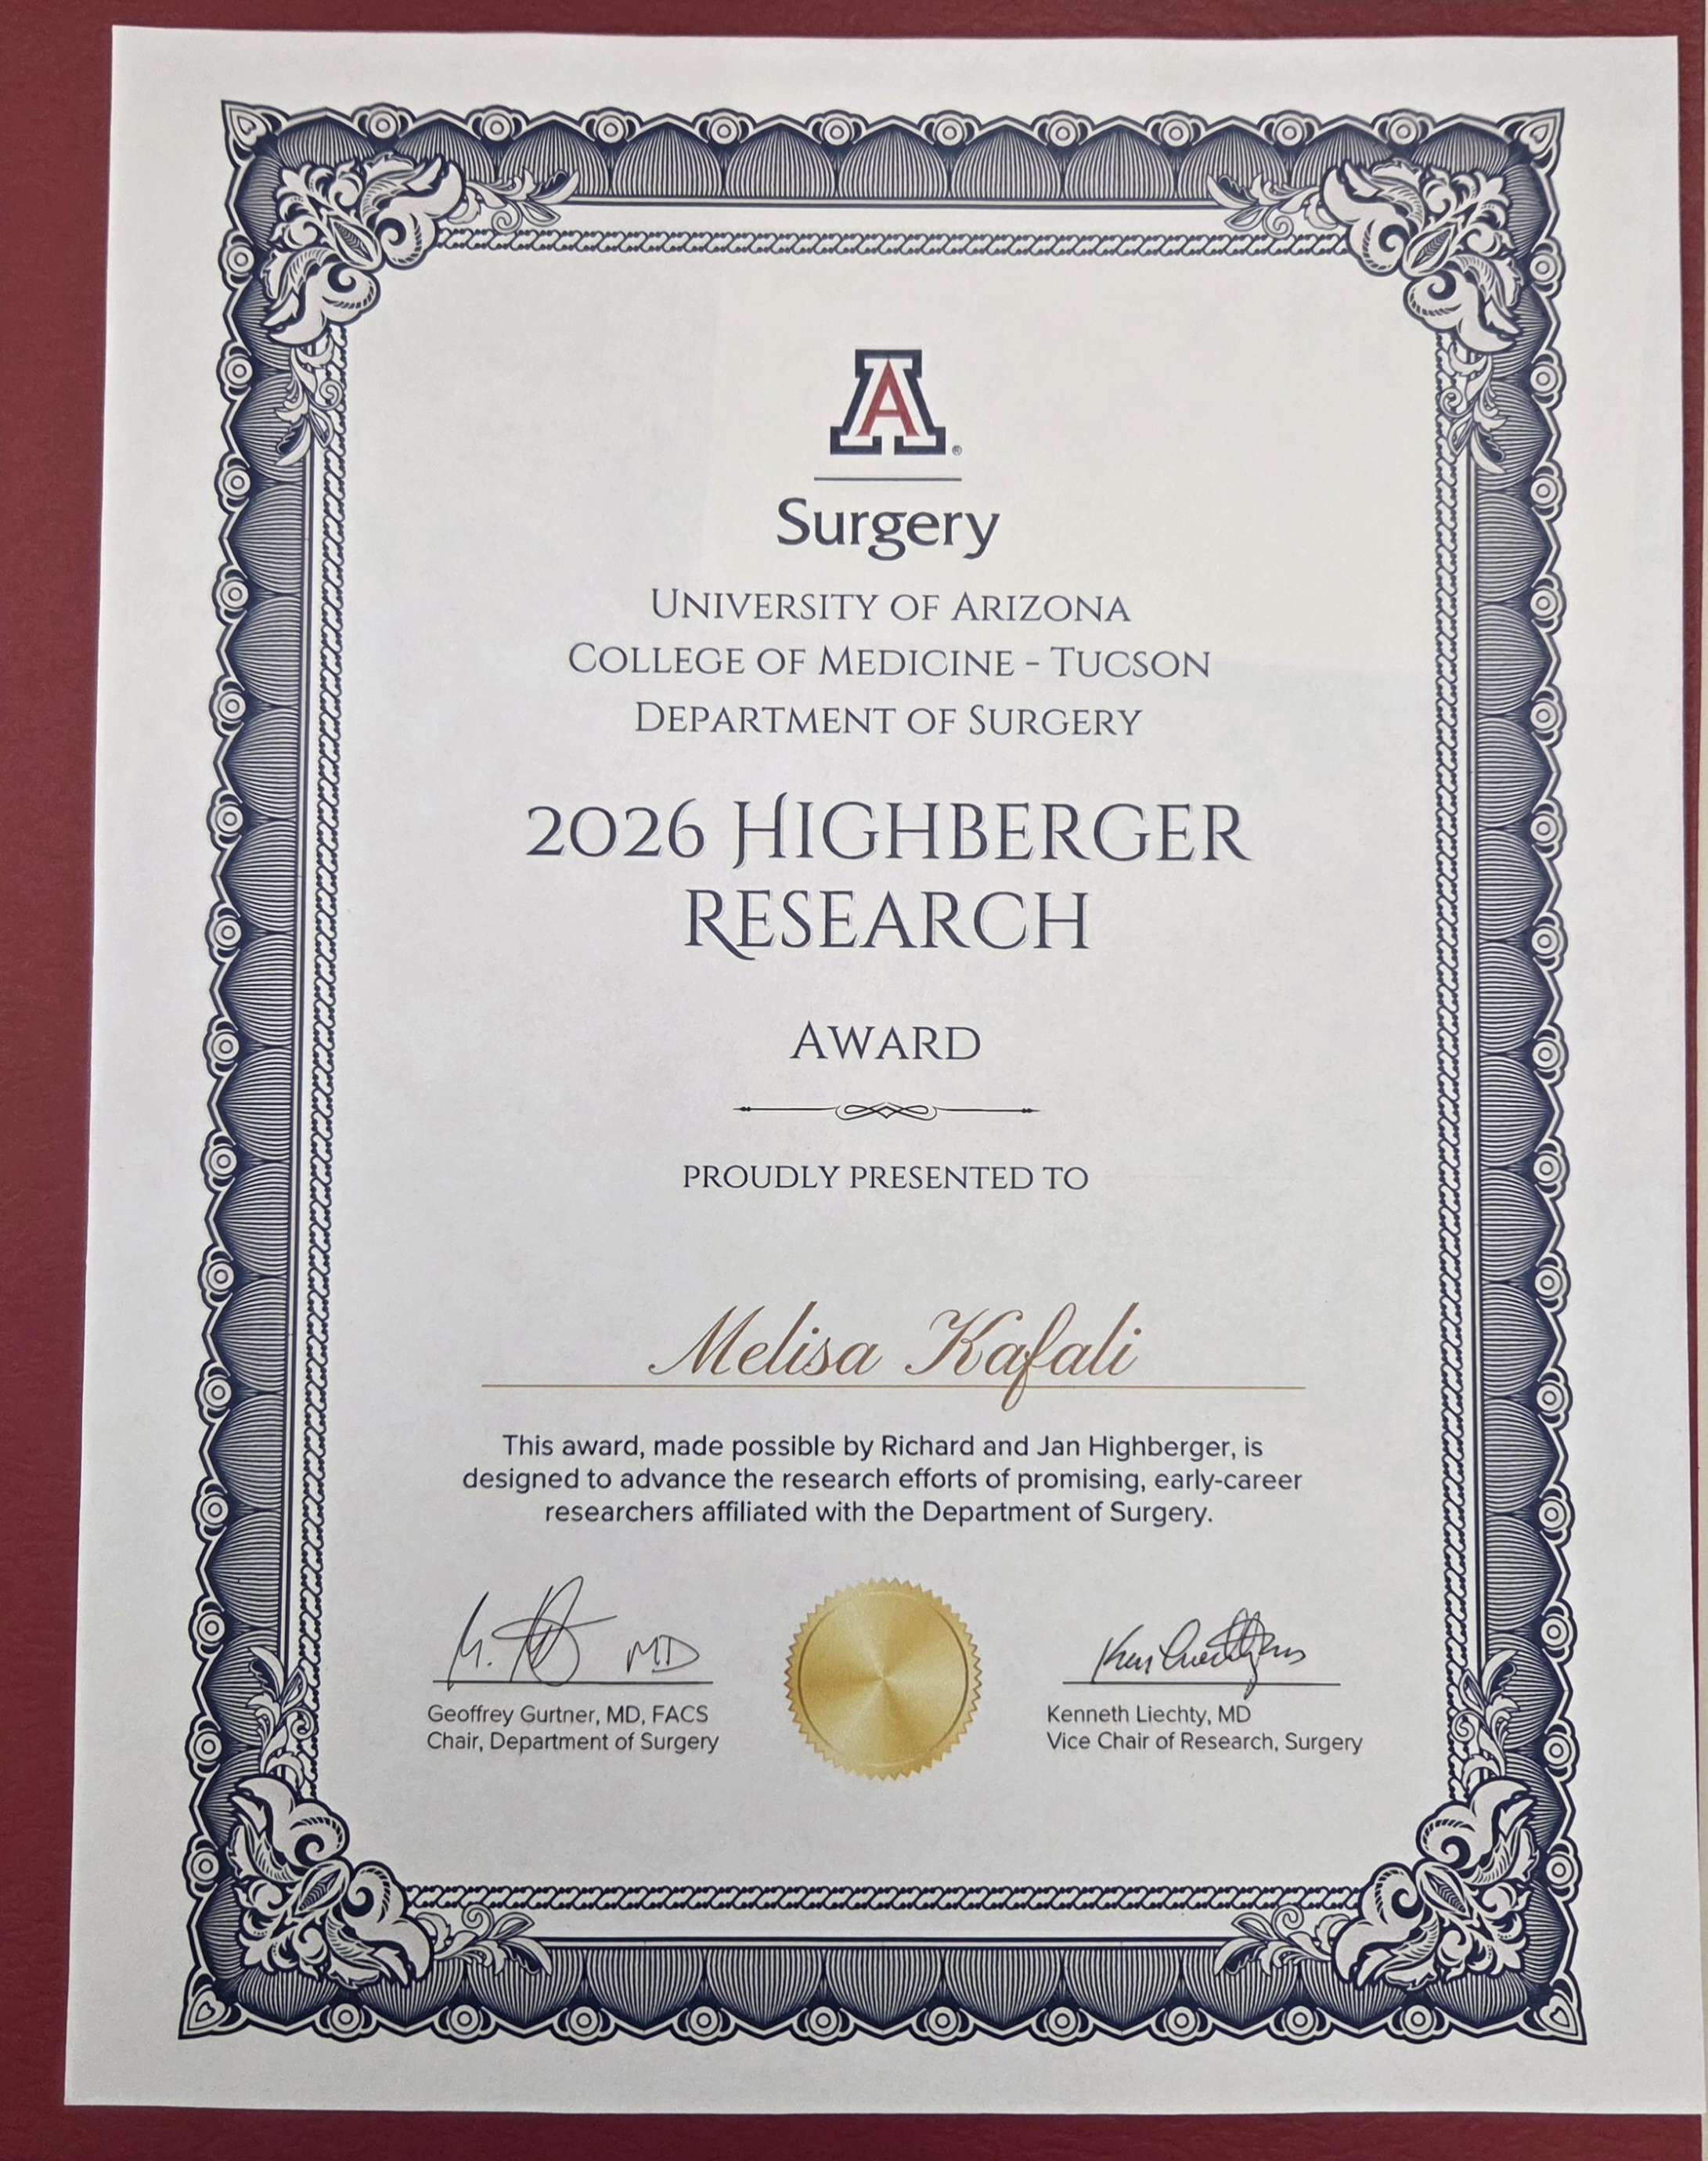 A ®
Surgery
UNIVERSITY OF ARIZONA
COLLEGE OF MEDICINE - TUCSON
DEPARTMENT OF SURGERY
2026 HIGHBERGER
RESEARCH
AWARD
PROUDLY PRESENTED TO
Melisa Kafali
This award, made possible by Richard and Jan Highberger, is
designed to advance the research efforts of promising, early-career
researchers affiliated with the Department of Surgery.
MD
Geoffrey Gurtner, MD, FACS
Chair, Department of Surgery
Kenneth Liechty, MD
Vice Chair of Research, Surgery